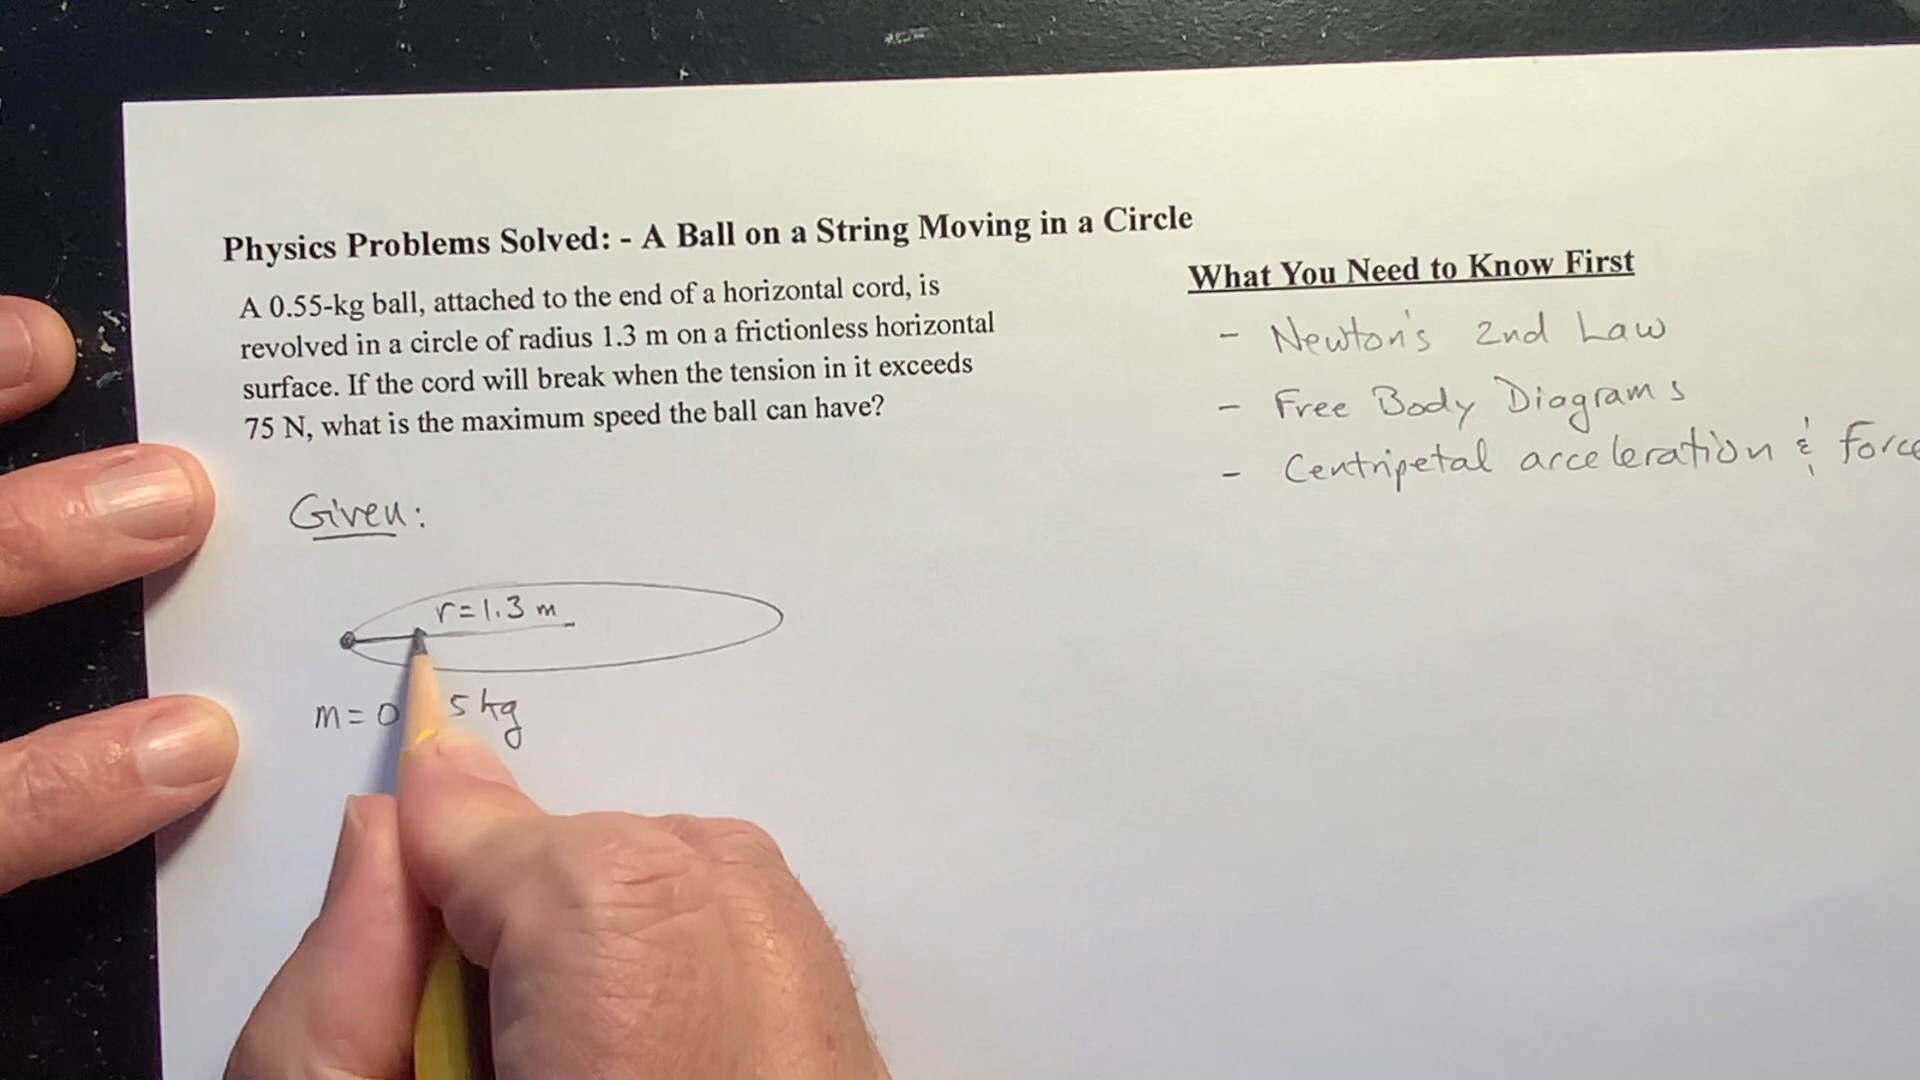 Physics Problems Solved: - A Ball on a String Moving in a Circle
A 0.55-kg ball, attached to the end of a horizontal cord, is
revolved in a circle of radius 1.3 m on a frictionless horizontal
surface. If the cord will break when the tension in it exceeds
75 N, what is the maximum speed the ball can have?
What You Need to Know First
- Newton's 2nd Law
- Free Body Diagrams
- Centripetal acceleration & force
Given:
r = 1.3 m
m = 0 5 kg